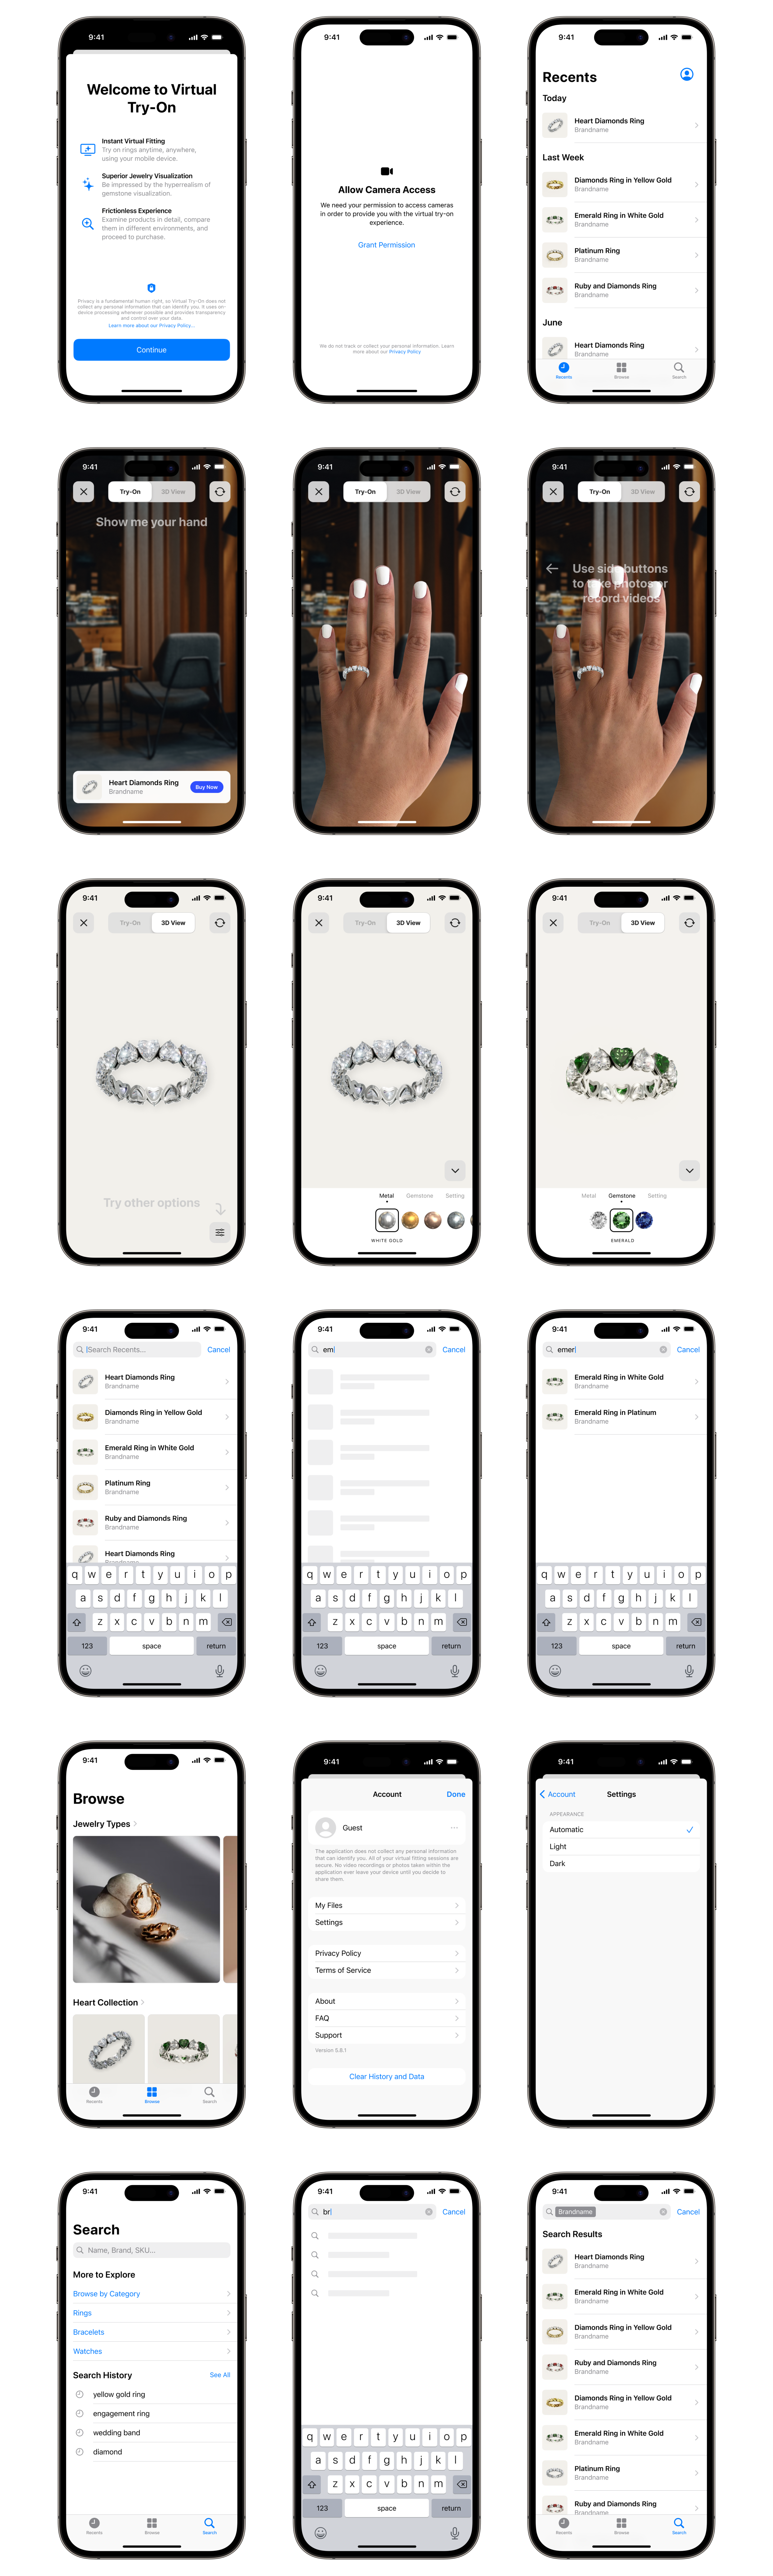 9:41
Welcome to Virtual
Try-On
Instant Virtual Fitting
Try on rings anytime, anywhere,
using your mobile device.
Superior Jewelry Visualization
Be impressed by the hyperrealism of
gemstone visualization.
Frictionless Experience
Examine products in detail, compare
them in different environments, and
proceed to purchase.
Privacy is a fundamental human right, so Virtual Try-On does not
collect any personal information that can identify you. It uses on-
device processing whenever possible and provides transparency
and control over your data.
Learn more about our Privacy Policy...
Continue
9:41
Allow Camera Access
We need your permission to access cameras
in order to provide you with the virtual try-on
experience.
Grant Permission
We do not track or collect your personal information. Learn
more about our Privacy Policy
9:41
Recents
Today
Heart Diamonds Ring
Brandname
Last Week
Diamonds Ring in Yellow Gold
Brandname
Emerald Ring in White Gold
Brandname
Platinum Ring
Brandname
Ruby and Diamonds Ring
Brandname
June
Heart Diamonds Ring
Brandname
Recents Browse Search
9:41
Try-On 3D View
Show me your hand
Heart Diamonds Ring
Brandname
Buy Now
9:41
Try-On 3D View
9:41
Try-On 3D View
Use side buttons
to take photos or
record videos
9:41
Try-On 3D View
Try other options
9:41
Try-On 3D View
Metal Gemstone Setting
WHITE GOLD
9:41
Try-On 3D View
Metal Gemstone Setting
EMERALD
9:41
Search Recents... Cancel
Heart Diamonds Ring
Brandname
Diamonds Ring in Yellow Gold
Brandname
Emerald Ring in White Gold
Brandname
Platinum Ring
Brandname
Ruby and Diamonds Ring
Brandname
Heart Diamonds Ring
Brandname
q w e r t y u i o p
a s d f g h j k l
z x c v b n m
123 space return
9:41
em Cancel
q w e r t y u i o p
a s d f g h j k l
z x c v b n m
123 space return
9:41
emer Cancel
Emerald Ring in White Gold
Brandname
Emerald Ring in Platinum
Brandname
q w e r t y u i o p
a s d f g h j k l
z x c v b n m
123 space return
9:41
Browse
Jewelry Types
Heart Collection
Recents Browse Search
9:41
Account Done
Guest
The application does not collect any personal information
that can identify you. All of your virtual fitting sessions are
secure. No video recordings or photos taken within the
application ever leave your device until you decide to
share them.
My Files
Settings
Privacy Policy
Terms of Service
About
FAQ
Support
Version 5.6.1
Clear History and Data
9:41
Account Settings
APPEARANCE
Automatic
Light
Dark
9:41
Search
Name, Brand, SKU...
More to Explore
Browse by Category
Rings
Bracelets
Watches
Search History See All
yellow gold ring
engagement ring
wedding band
diamond
Recents Browse Search
9:41
br Cancel
q w e r t y u i o p
a s d f g h j k l
z x c v b n m
123 space return
9:41
Brandname Cancel
Search Results
Heart Diamonds Ring
Brandname
Emerald Ring in White Gold
Brandname
Diamonds Ring in Yellow Gold
Brandname
Ruby and Diamonds Ring
Brandname
Diamonds Ring in Yellow Gold
Brandname
Emerald Ring in White Gold
Brandname
Platinum Ring
Brandname
Ruby and Diamonds Ring
Brandname
Recents Browse Search